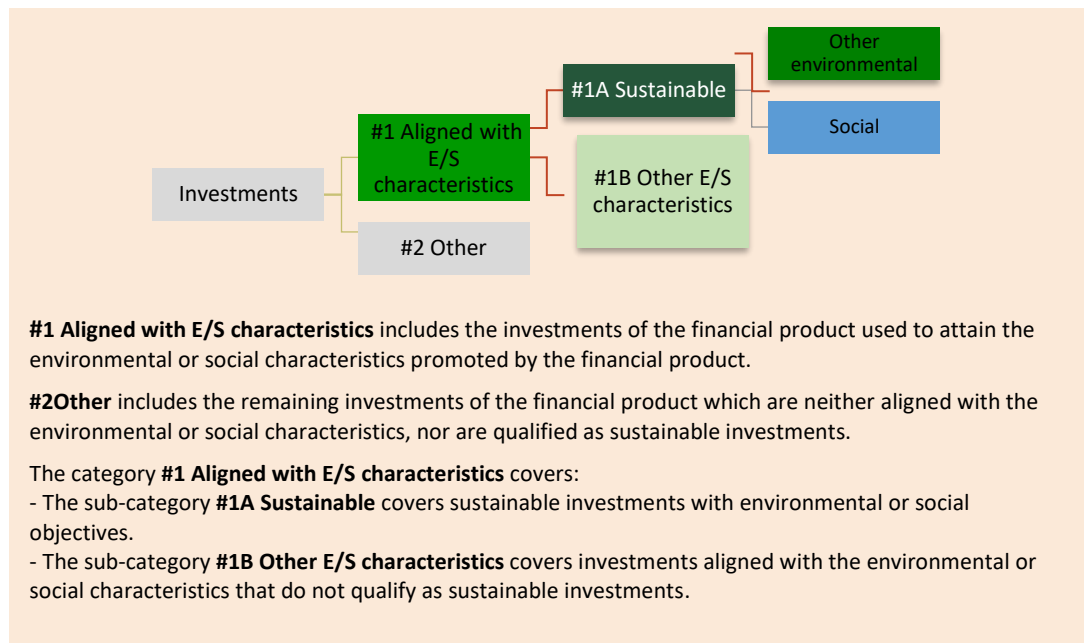 Other
environmental
#1A Sustainable
Social
#1 Aligned with
E/S
characteristics
#1B Other E/S
characteristics
Investments
#2 Other
#1 Aligned with E/S characteristics includes the investments of the financial product used to attain the
environmental or social characteristics promoted by the financial product.
#2Other includes the remaining investments of the financial product which are neither aligned with the
environmental or social characteristics, nor are qualified as sustainable investments.
The category #1 Aligned with E/S characteristics covers:
- The sub-category #1A Sustainable covers sustainable investments with environmental or social
objectives.
- The sub-category #1B Other E/S characteristics covers investments aligned with the environmental or
social characteristics that do not qualify as sustainable investments.